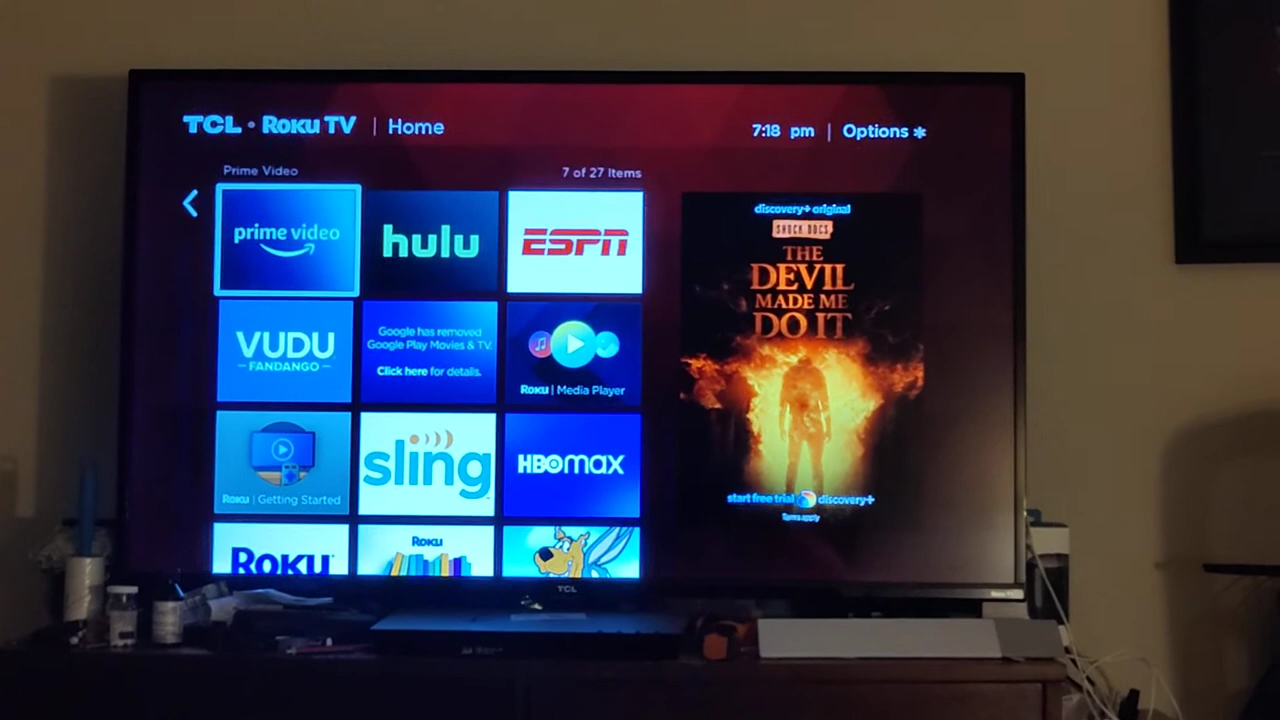 TCL • Roku TV | Home
7:18 pm | Options ✱
Prime Video
7 of 27 Items
prime video
hulu
ESPN
VUDU
FANDANGO
Google has removed
Google Play Movies & TV.
Click here for details.
Roku | Media Player
Roku | Getting Started
sling
HBOmax
Roku
Roku
discovery+ original
SHOCK DOCS
THE
DEVIL
MADE ME
DO IT
start free trial discovery+
Terms apply
TCL